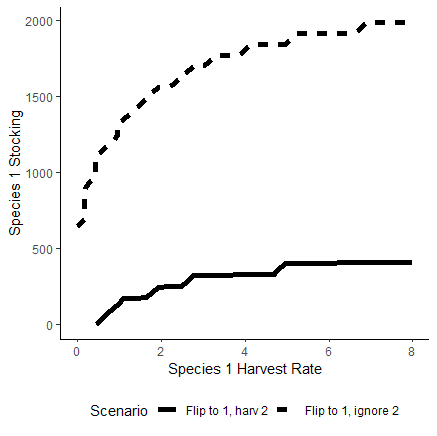 2000
1500
1000
500
0
Species 1 Stocking
0 2 4 6 8
Species 1 Harvest Rate
Scenario Flip to 1, harv 2 Flip to 1, ignore 2